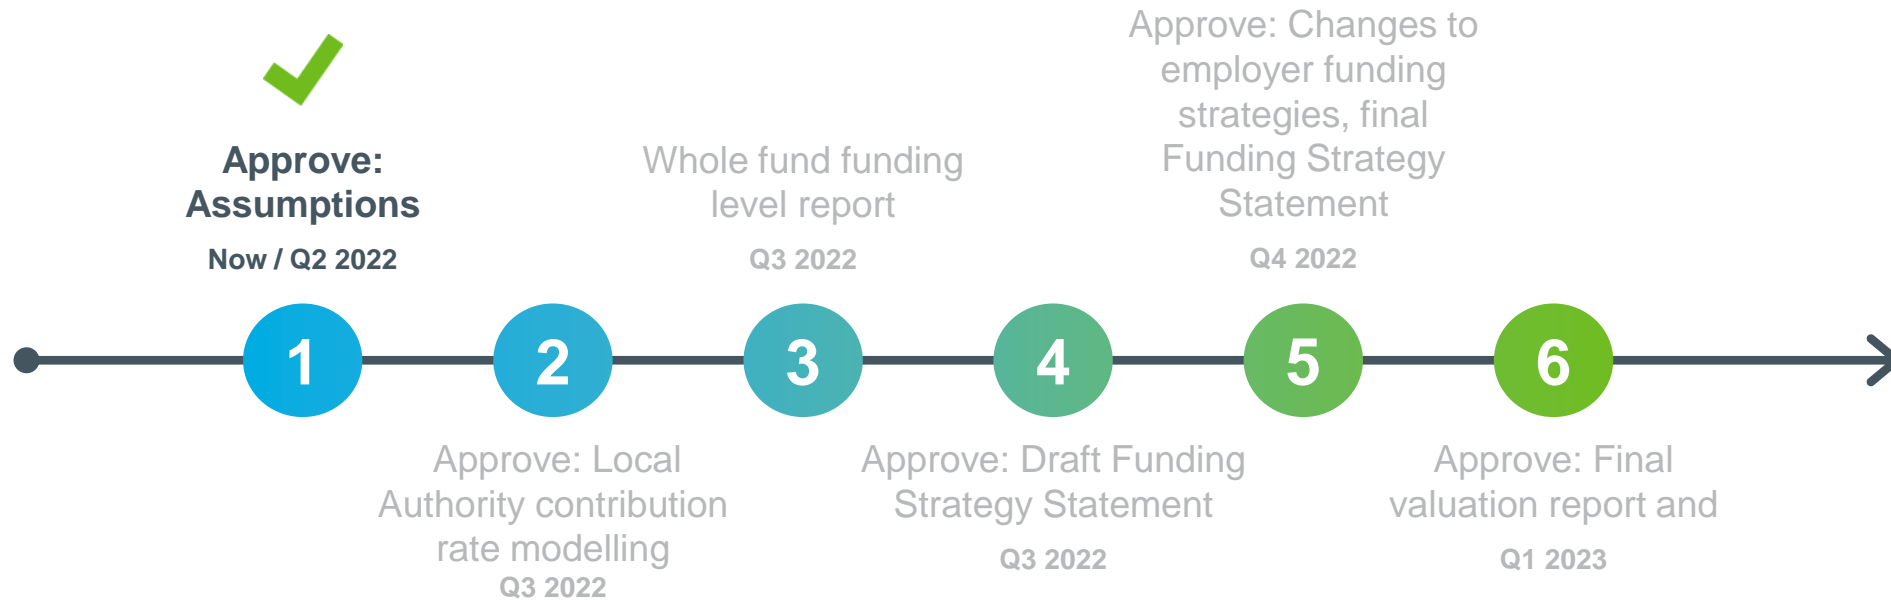 Approve:
Assumptions
Now / Q2 2022
Whole fund funding
level report
Q3 2022
Approve: Changes to
employer funding
strategies, final
Funding Strategy
Statement
Q4 2022
1
2
3
4
5
6
Approve: Local
Authority contribution
rate modelling
Q3 2022
Approve: Draft Funding
Strategy Statement
Q3 2022
Approve: Final
valuation report and
Q1 2023